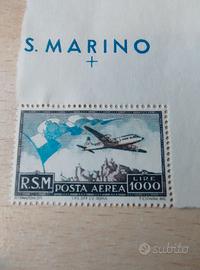 S. MARINO
+
R.S.M. POSTA AEREA LIRE 1000
subito